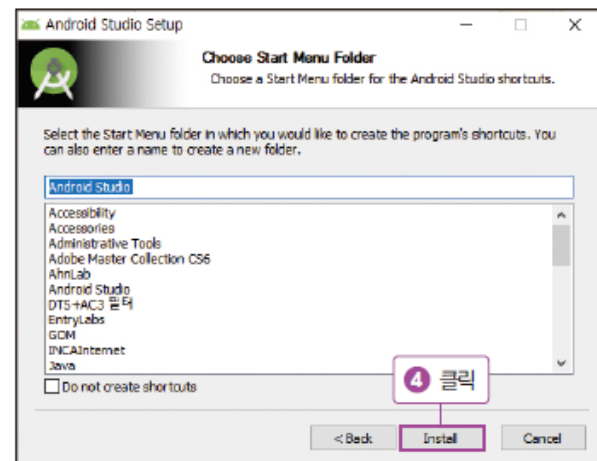 Android Studio Setup
Choose Start Menu Folder
Choose a Start Menu folder for the Android Studio shortcuts.
Select the Start Menu folder in which you would like to create the program's shortcuts. You
can also enter a name to create a new folder.
Android Studio
Accessibility
Accessories
Administrative Tools
Adobe Master Collection CS6
AhnLab
Android Studio
DTS+AC3 필터
EntryLabs
GOM
INCAInternet
Java
4 클릭
Do not create shortcuts
< Back
Install
Cancel